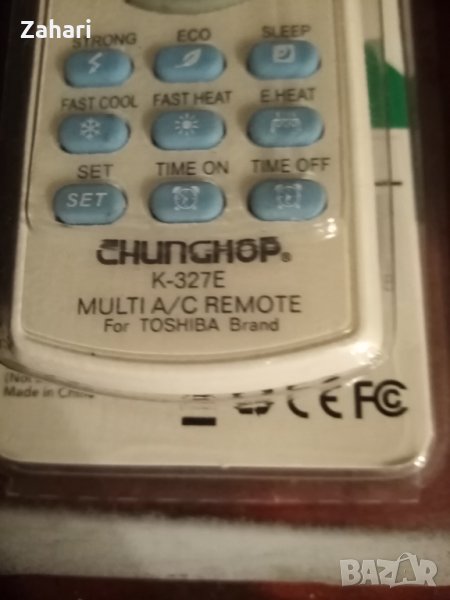 Zahari
STRONG ECO SLEEP
FAST COOL FAST HEAT E.HEAT
SET TIME ON TIME OFF
SET
CHUNGHOP®
K-327E
MULTI A/C REMOTE
For TOSHIBA Brand
Made in China
CE FC
BAZAR